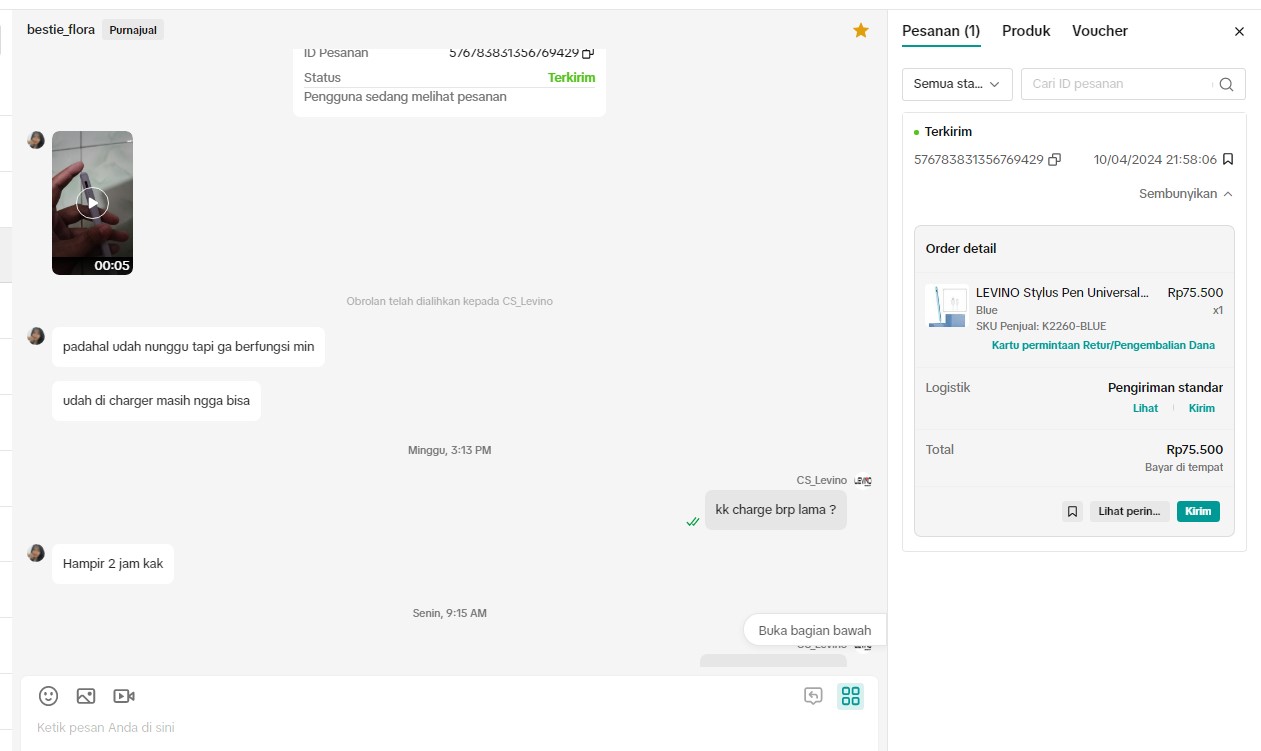 bestie_flora Purnajual
ID Pesanan 576783831356769429
Status Terkirim
Pengguna sedang melihat pesanan
00:05
Obrolan telah dialihkan kepada CS_Levino
padahal udah nunggu tapi ga berfungsi min
udah di charger masih ngga bisa
Minggu, 3:13 PM
CS_Levino
kk charge brp lama ?
Hampir 2 jam kak
Senin, 9:15 AM
Buka bagian bawah
CS_Levino
Ketik pesan Anda di sini
Pesanan (1) Produk Voucher
Semua sta... Cari ID pesanan
Terkirim
576783831356769429 10/04/2024 21:58:06
Sembunyikan
Order detail
LEVINO Stylus Pen Universal... Rp75.500
Blue x1
SKU Penjual: K2260-BLUE
Kartu permintaan Retur/Pengembalian Dana
Logistik Pengiriman standar
Lihat Kirim
Total Rp75.500
Bayar di tempat
Lihat perin... Kirim